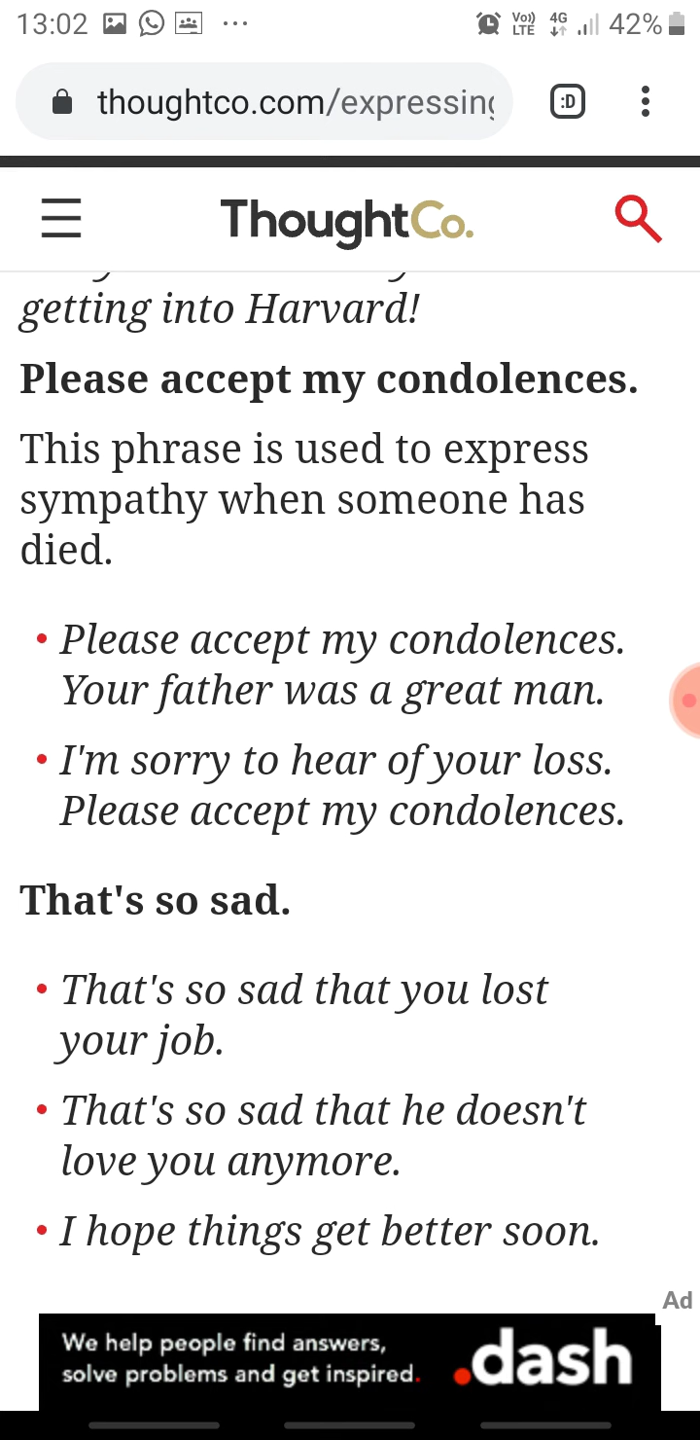 13:02 42%
Vo)) LTE 4G
thoughtco.com/expressing
:D
ThoughtCo.
getting into Harvard!
Please accept my condolences.
This phrase is used to express
sympathy when someone has
died.
• Please accept my condolences.
Your father was a great man.
• I'm sorry to hear of your loss.
Please accept my condolences.
That's so sad.
• That's so sad that you lost
your job.
• That's so sad that he doesn't
love you anymore.
• I hope things get better soon.
Ad
We help people find answers,
solve problems and get inspired.
.dash